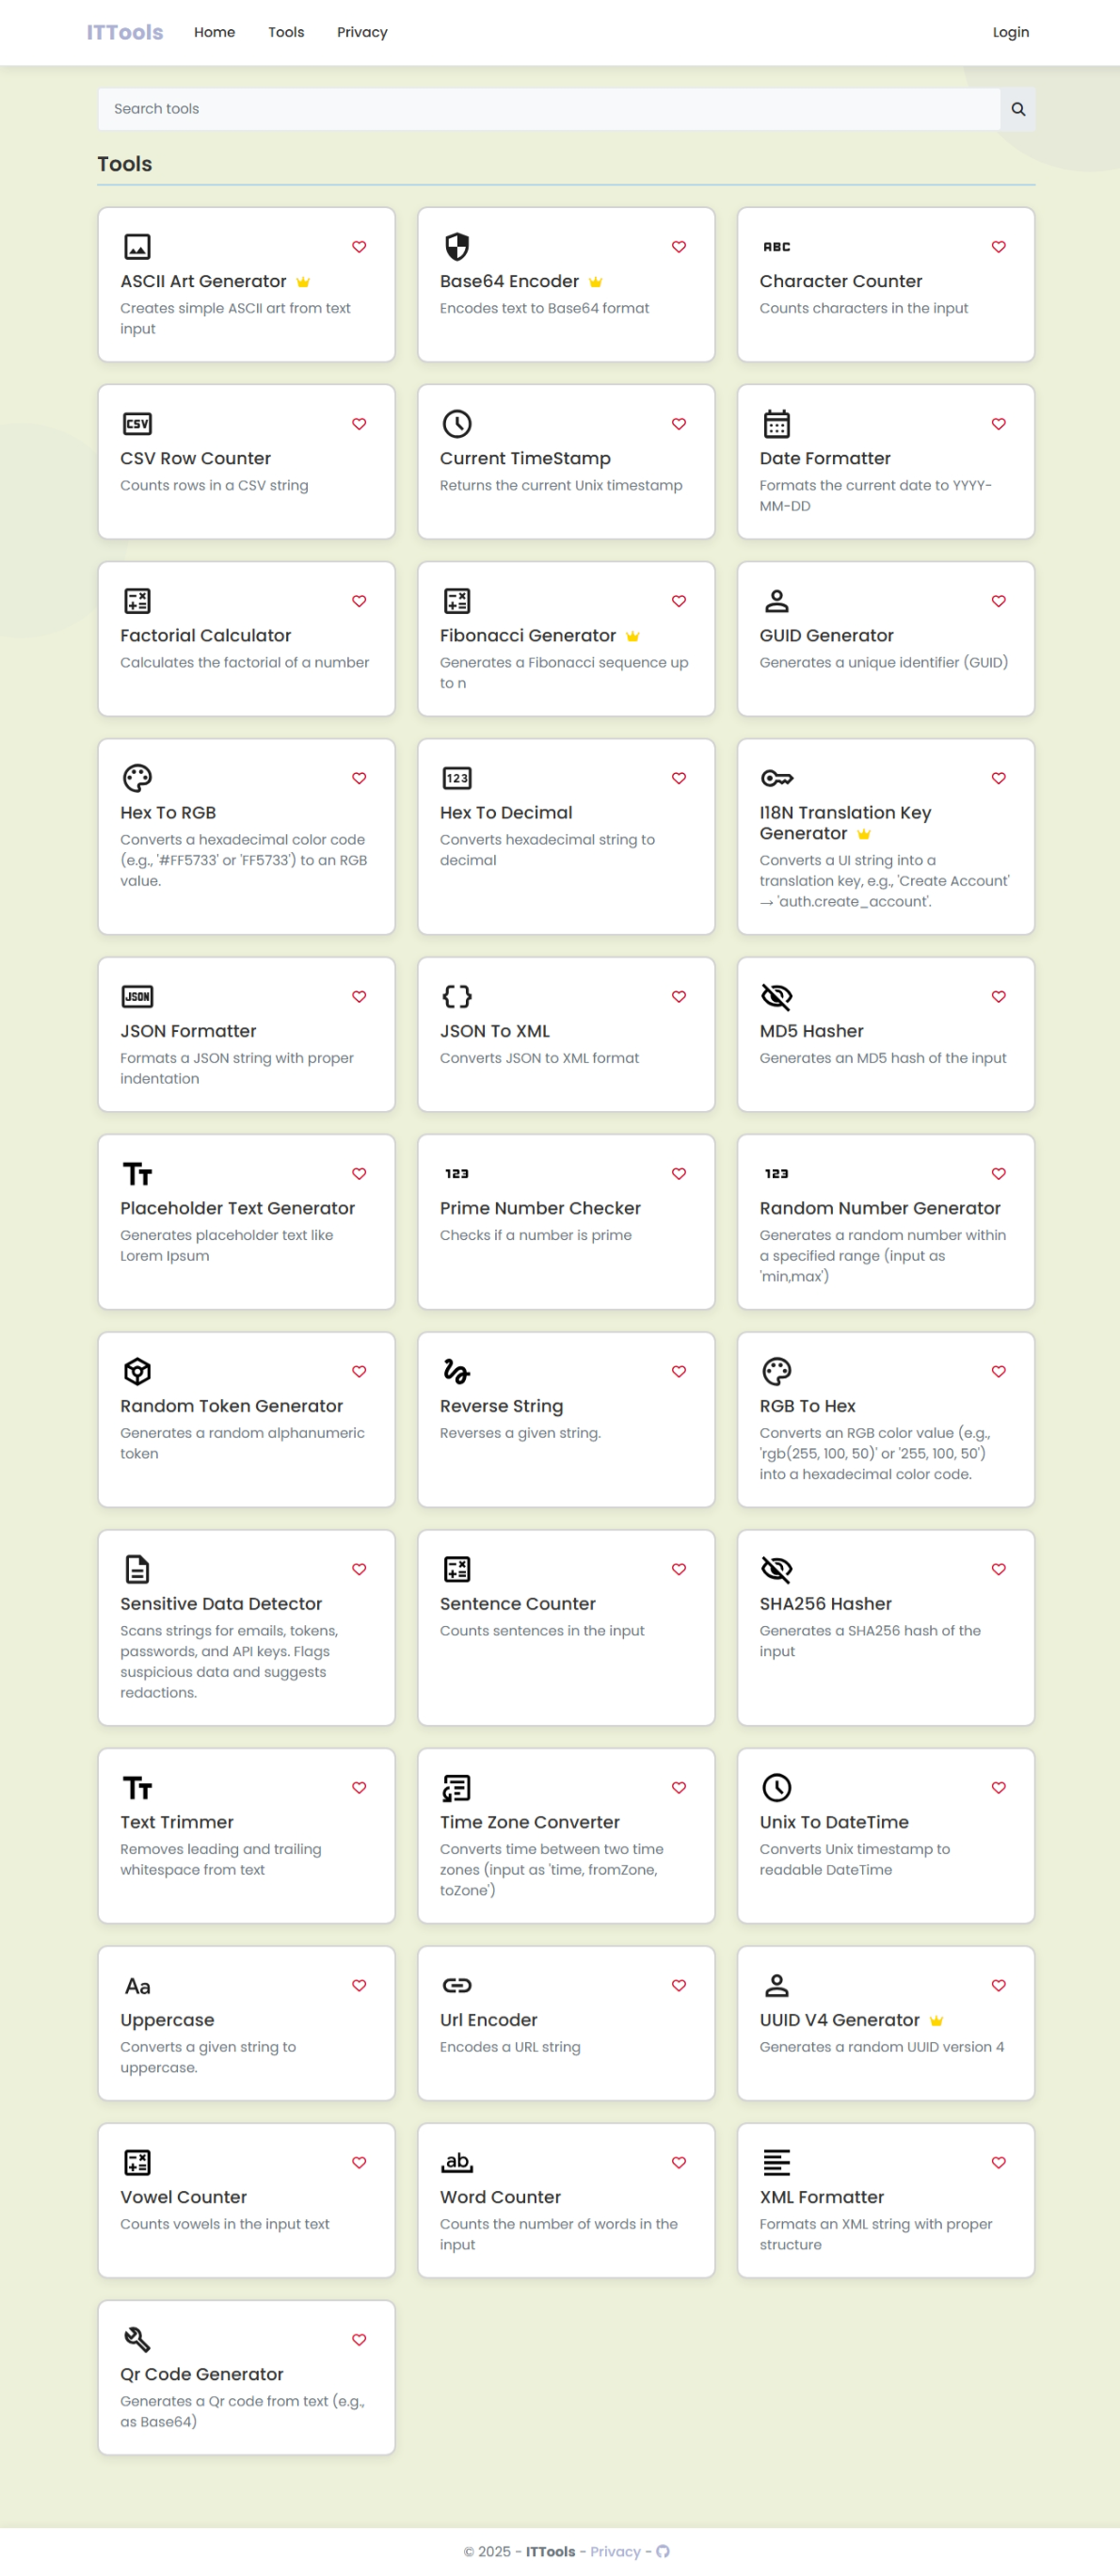 ITTools Home Tools Privacy Login
Search tools
Tools
ASCII Art Generator
Creates simple ASCII art from text
input
Base64 Encoder
Encodes text to Base64 format
ABC
Character Counter
Counts characters in the input
CSV
CSV Row Counter
Counts rows in a CSV string
Current TimeStamp
Returns the current Unix timestamp
Date Formatter
Formats the current date to YYYY-
MM-DD
Factorial Calculator
Calculates the factorial of a number
Fibonacci Generator
Generates a Fibonacci sequence up
to n
GUID Generator
Generates a unique identifier (GUID)
Hex To RGB
Converts a hexadecimal color code
(e.g., '#FF5733' or 'FF5733') to an RGB
value.
123
Hex To Decimal
Converts hexadecimal string to
decimal
I18N Translation Key
Generator
Converts a UI string into a
translation key, e.g., 'Create Account'
→ 'auth.create_account'.
JSON
JSON Formatter
Formats a JSON string with proper
indentation
{ }
JSON To XML
Converts JSON to XML format
MD5 Hasher
Generates an MD5 hash of the input
TT
Placeholder Text Generator
Generates placeholder text like
Lorem Ipsum
123
Prime Number Checker
Checks if a number is prime
123
Random Number Generator
Generates a random number within
a specified range (input as
'min,max')
Random Token Generator
Generates a random alphanumeric
token
Reverse String
Reverses a given string.
RGB To Hex
Converts an RGB color value (e.g.,
'rgb(255, 100, 50)' or '255, 100, 50')
into a hexadecimal color code.
Sensitive Data Detector
Scans strings for emails, tokens,
passwords, and API keys. Flags
suspicious data and suggests
redactions.
Sentence Counter
Counts sentences in the input
SHA256 Hasher
Generates a SHA256 hash of the
input
TT
Text Trimmer
Removes leading and trailing
whitespace from text
Time Zone Converter
Converts time between two time
zones (input as 'time, fromZone,
toZone')
Unix To DateTime
Converts Unix timestamp to
readable DateTime
Aa
Uppercase
Converts a given string to
uppercase.
Url Encoder
Encodes a URL string
UUID V4 Generator
Generates a random UUID version 4
Vowel Counter
Counts vowels in the input text
ab
Word Counter
Counts the number of words in the
input
XML Formatter
Formats an XML string with proper
structure
Qr Code Generator
Generates a Qr code from text (e.g.,
as Base64)
© 2025 - ITTools - Privacy -